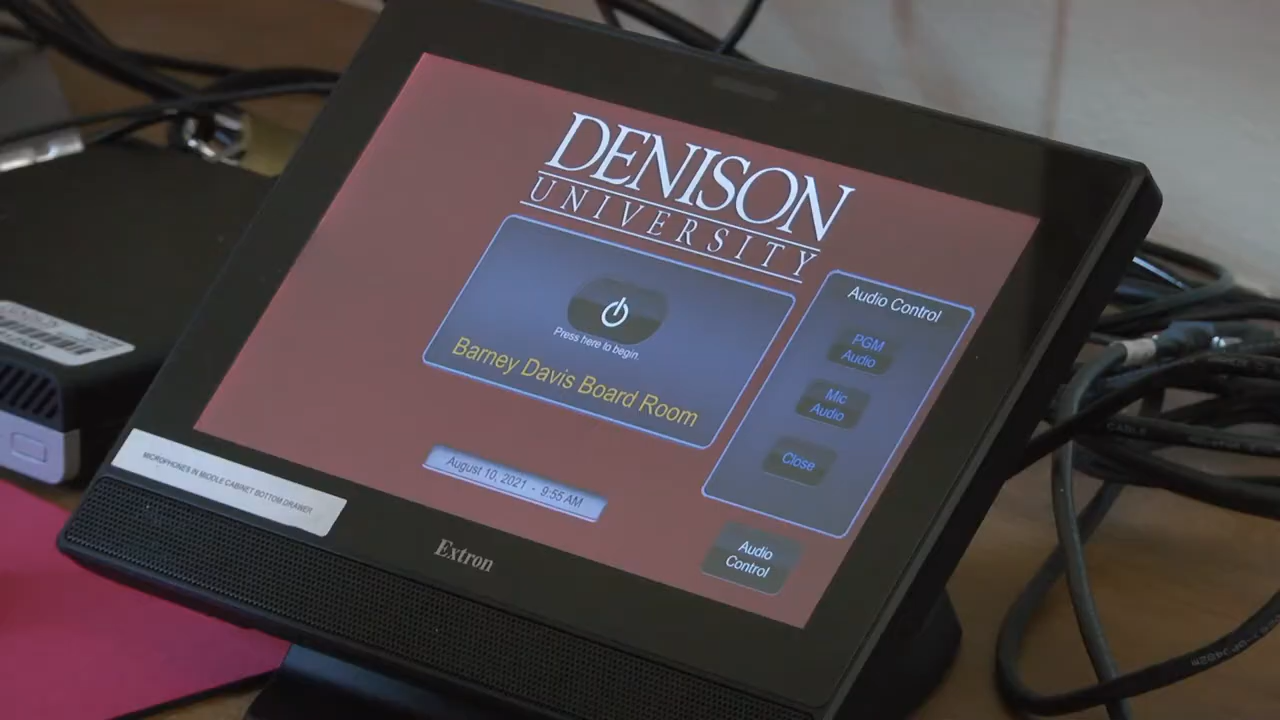 DENISON
UNIVERSITY
Press here to begin.
Barney Davis Board Room
Audio Control
PGM
Audio
Mic
Audio
Close
August 10, 2021 - 9:55 AM
Audio
Control
MICROPHONES IN MIDDLE CABINET BOTTOM DRAWER
Extron
CABLE